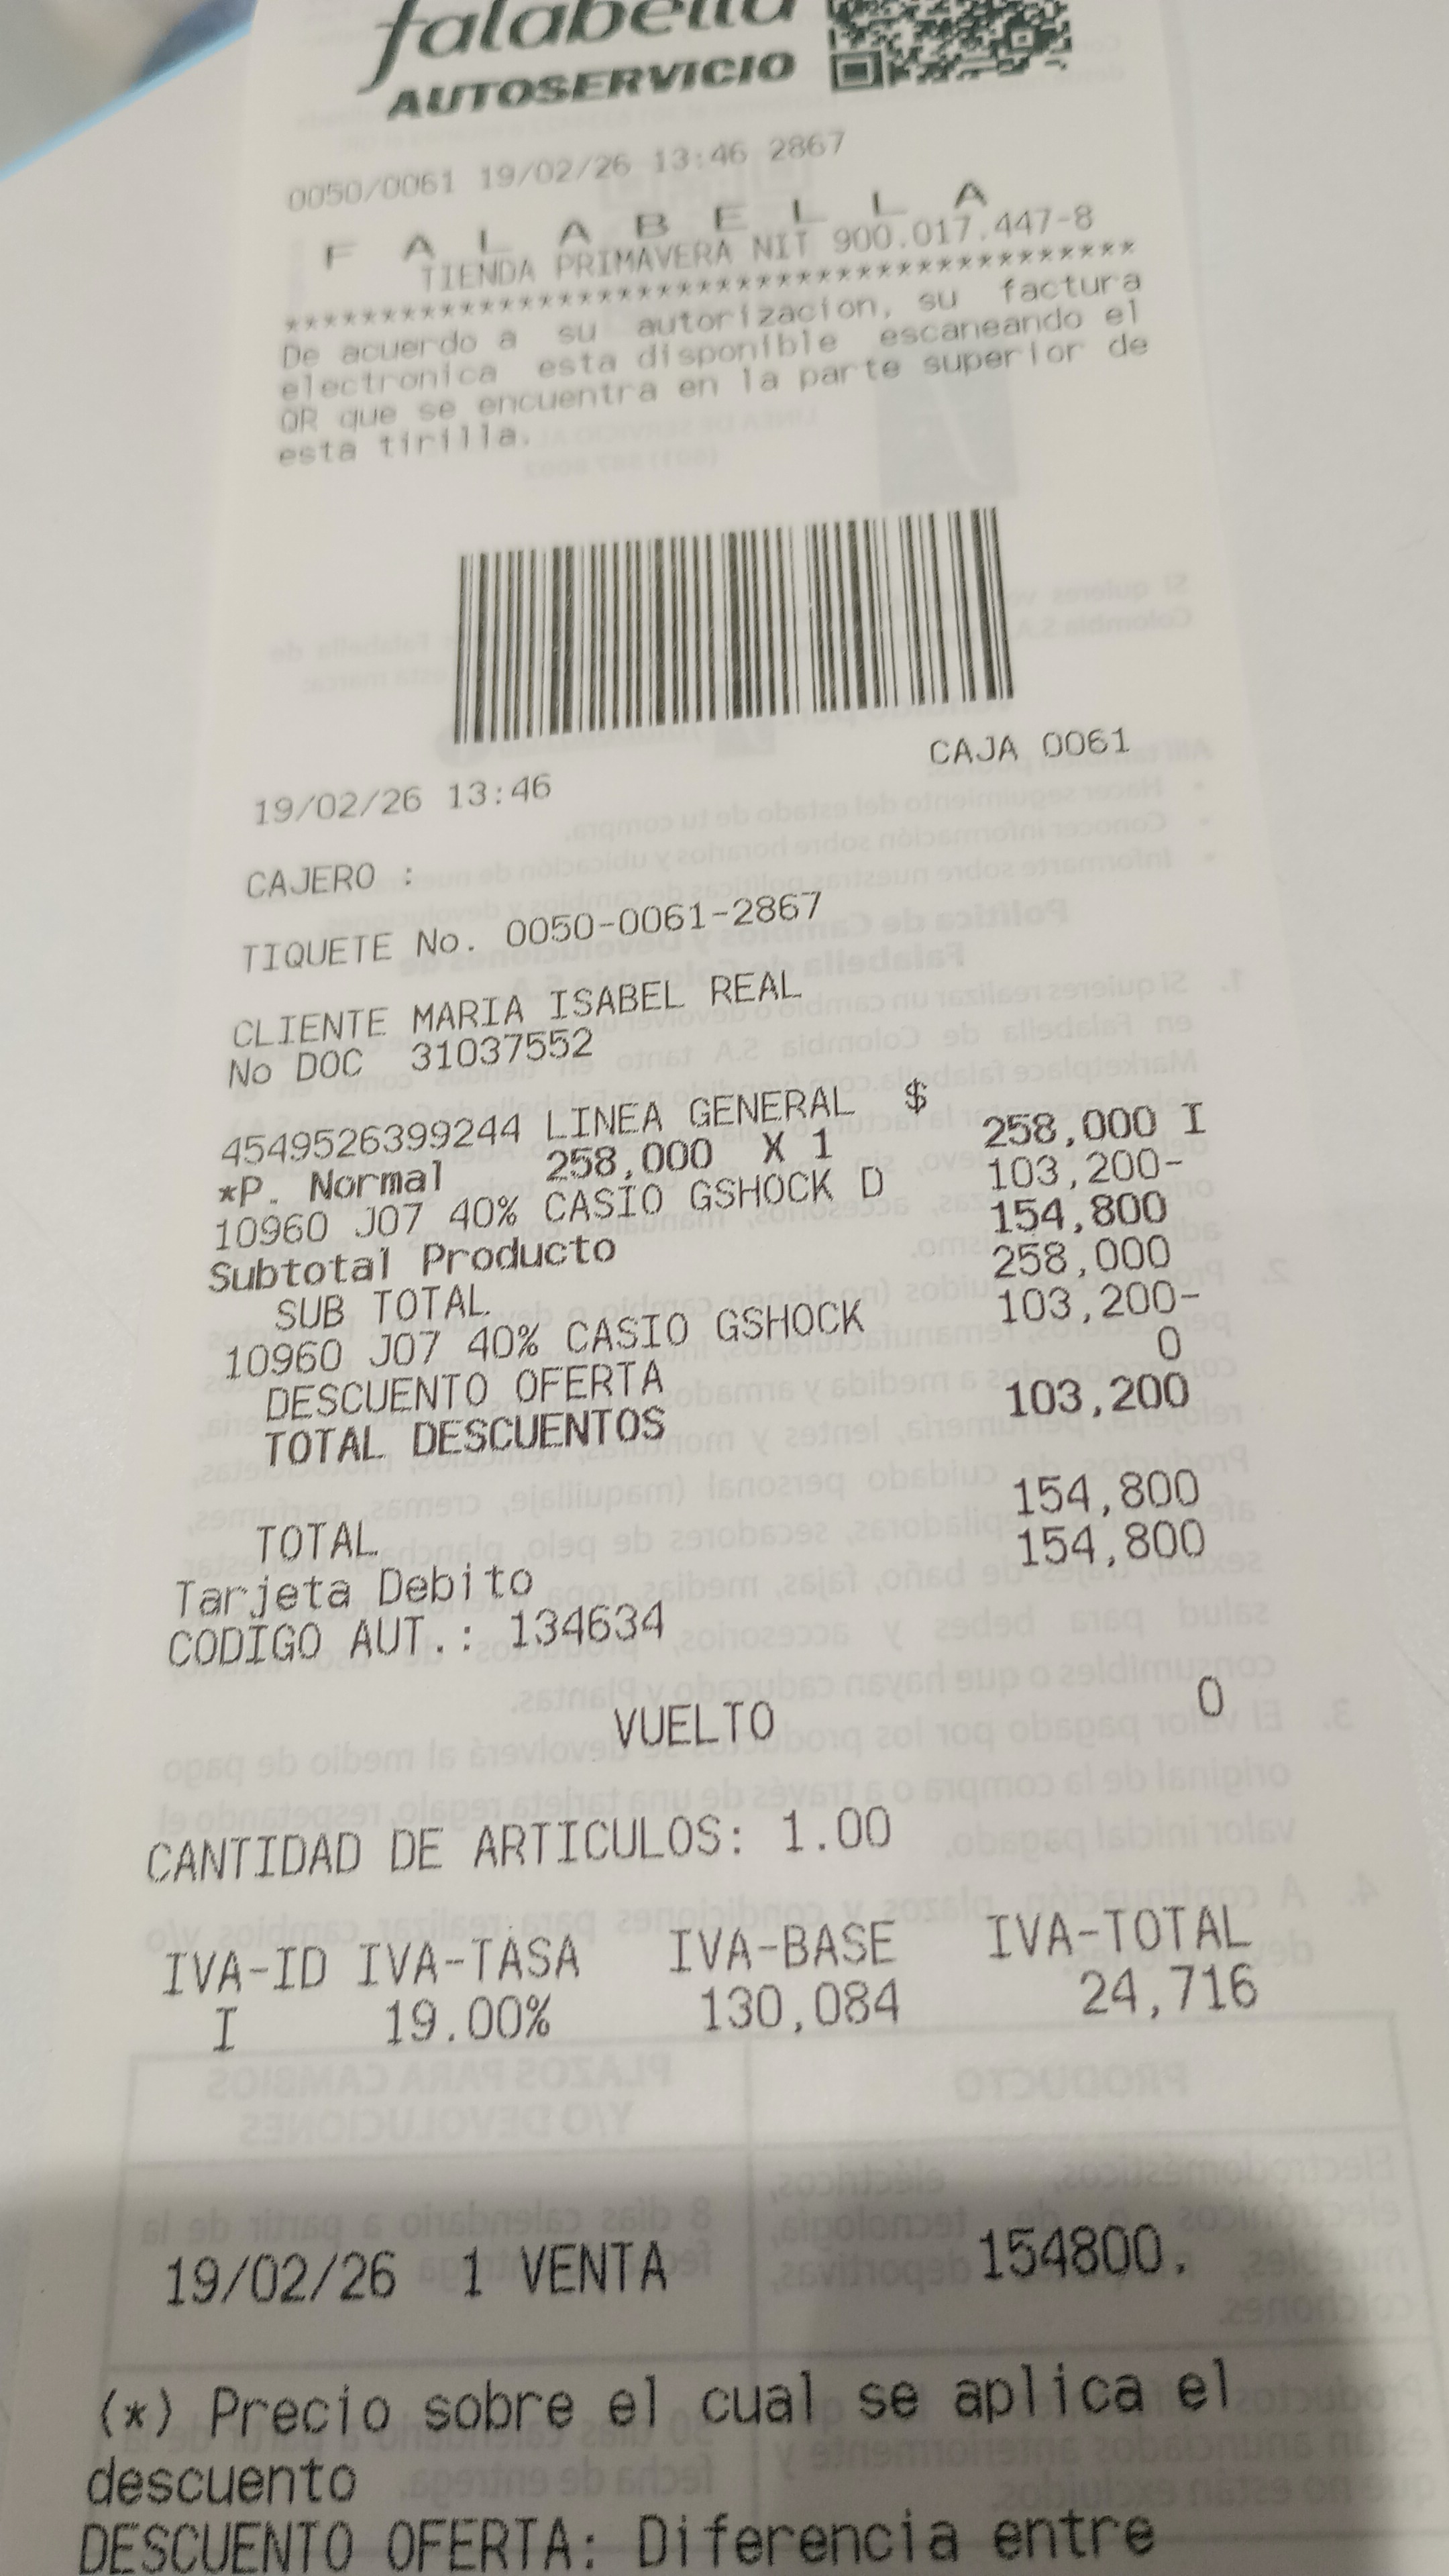 falabella
AUTOSERVICIO
0050/0061 19/02/26 13:46 2867
F A L A B E L L A
TIENDA PRIMAVERA NIT 900.017.447-8
****************************************
De acuerdo a su autorizacion, su factura
electronica esta disponible escaneando el
QR que se encuentra en la parte superior de
esta tirilla.
19/02/26 13:46 CAJA 0061
CAJERO :
TIQUETE No. 0050-0061-2867
CLIENTE MARIA ISABEL REAL
No DOC 31037552
4549526399244 LINEA GENERAL $ 258,000 I
*P. Normal 258,000 X 1
10960 J07 40% CASIO GSHOCK D 103,200-
Subtotal Producto 154,800
SUB TOTAL 258,000
10960 J07 40% CASIO GSHOCK 103,200-
DESCUENTO OFERTA 0
TOTAL DESCUENTOS 103,200
TOTAL 154,800
Tarjeta Debito 154,800
CODIGO AUT.: 134634
VUELTO 0
CANTIDAD DE ARTICULOS: 1.00
IVA-ID IVA-TASA IVA-BASE IVA-TOTAL
I 19.00% 130,084 24,716
19/02/26 1 VENTA 154800.
(*) Precio sobre el cual se aplica el
descuento
DESCUENTO OFERTA: Diferencia entre